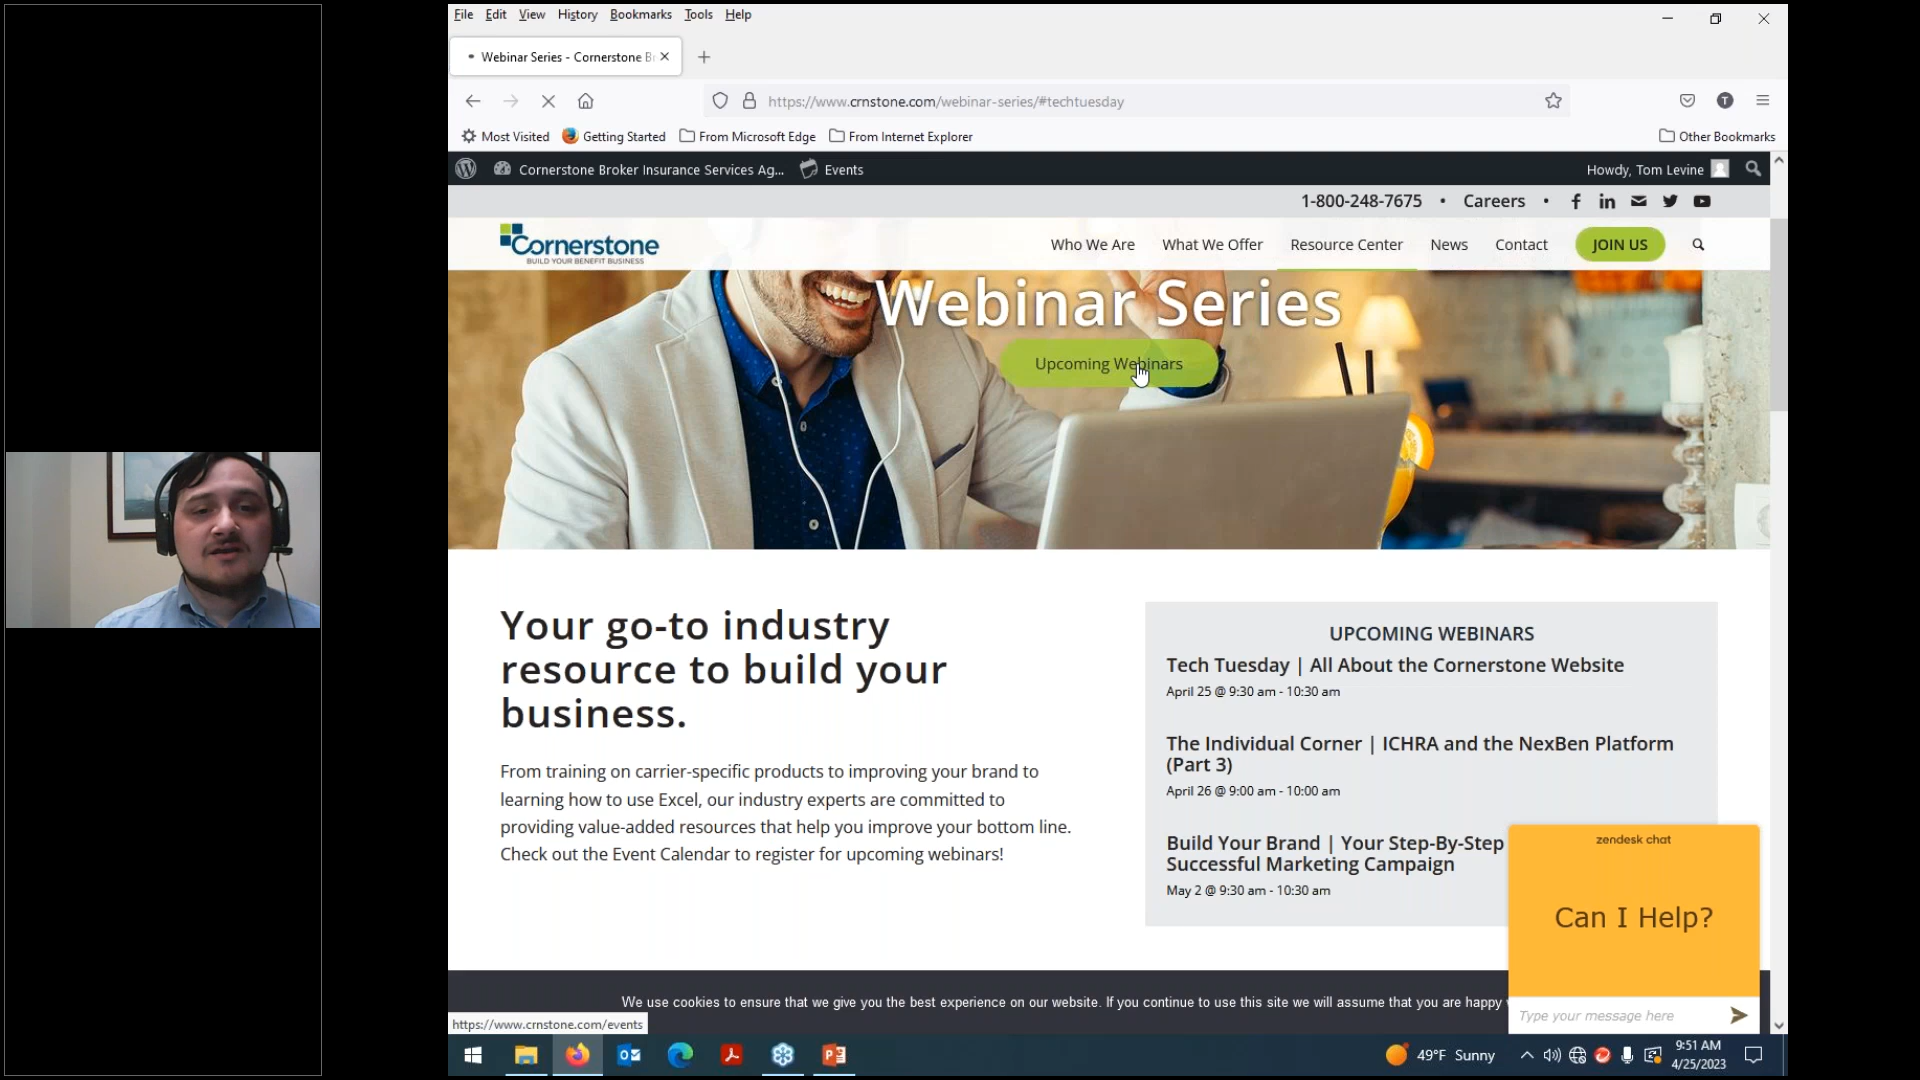 File Edit View History Bookmarks Tools Help
Webinar Series - Cornerstone B
https://www.crnstone.com/webinar-series/#techtuesday
Most Visited Getting Started From Microsoft Edge From Internet Explorer Other Bookmarks
Cornerstone Broker Insurance Services Ag... Events Howdy, Tom Levine
1-800-248-7675 • Careers •
Cornerstone
BUILD YOUR BENEFIT BUSINESS
Who We Are What We Offer Resource Center News Contact JOIN US
Webinar Series
Upcoming Webinars
Your go-to industry
resource to build your
business.
From training on carrier-specific products to improving your brand to
learning how to use Excel, our industry experts are committed to
providing value-added resources that help you improve your bottom line.
Check out the Event Calendar to register for upcoming webinars!
UPCOMING WEBINARS
Tech Tuesday | All About the Cornerstone Website
April 25 @ 9:30 am - 10:30 am
The Individual Corner | ICHRA and the NexBen Platform
(Part 3)
April 26 @ 9:00 am - 10:00 am
Build Your Brand | Your Step-By-Step
Successful Marketing Campaign
May 2 @ 9:30 am - 10:30 am
zendesk chat
Can I Help?
Type your message here
We use cookies to ensure that we give you the best experience on our website. If you continue to use this site we will assume that you are happy
https://www.crnstone.com/events
49°F Sunny
9:51 AM
4/25/2023